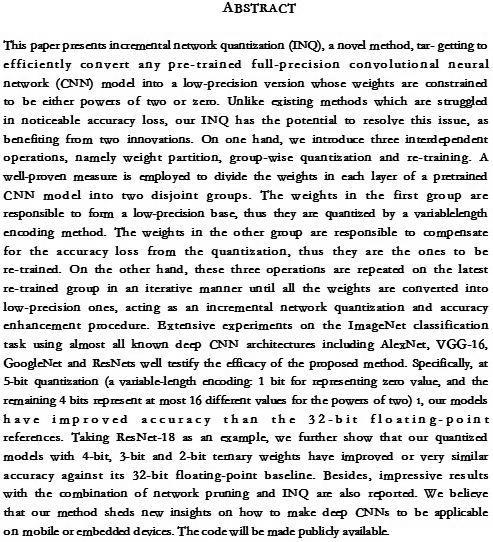 ABSTRACT
This paper presents incremental network quantization (INQ), a novel method, tar- getting to
efficiently convert any pre-trained full-precision convolutional neural
network (CNN) model into a low-precision version whose weights are constrained
to be either powers of two or zero. Unlike existing methods which are struggled
in noticeable accuracy loss, our INQ has the potential to resolve this issue, as
benefiting from two innovations. On one hand, we introduce three interdependent
operations, namely weight partition, group-wise quantization and re-training. A
well-proven measure is employed to divide the weights in each layer of a pretrained
CNN model into two disjoint groups. The weights in the first group are
responsible to form a low-precision base, thus they are quantized by a variablelength
encoding method. The weights in the other group are responsible to compensate
for the accuracy loss from the quantization, thus they are the ones to be
re-trained. On the other hand, these three operations are repeated on the latest
re-trained group in an iterative manner until all the weights are converted into
low-precision ones, acting as an incremental network quantization and accuracy
enhancement procedure. Extensive experiments on the ImageNet classification
task using almost all known deep CNN architectures including AlexNet, VGG-16,
GoogleNet and ResNets well testify the efficacy of the proposed method. Specifically, at
5-bit quantization (a variable-length encoding: 1 bit for representing zero value, and the
remaining 4 bits represent at most 16 different values for the powers of two) 1, our models
have improved accuracy than the 32-bit floating-point
references. Taking ResNet-18 as an example, we further show that our quantized
models with 4-bit, 3-bit and 2-bit ternary weights have improved or very similar
accuracy against its 32-bit floating-point baseline. Besides, impressive results
with the combination of network pruning and INQ are also reported. We believe
that our method sheds new insights on how to make deep CNNs to be applicable
on mobile or embedded devices. The code will be made publicly available.